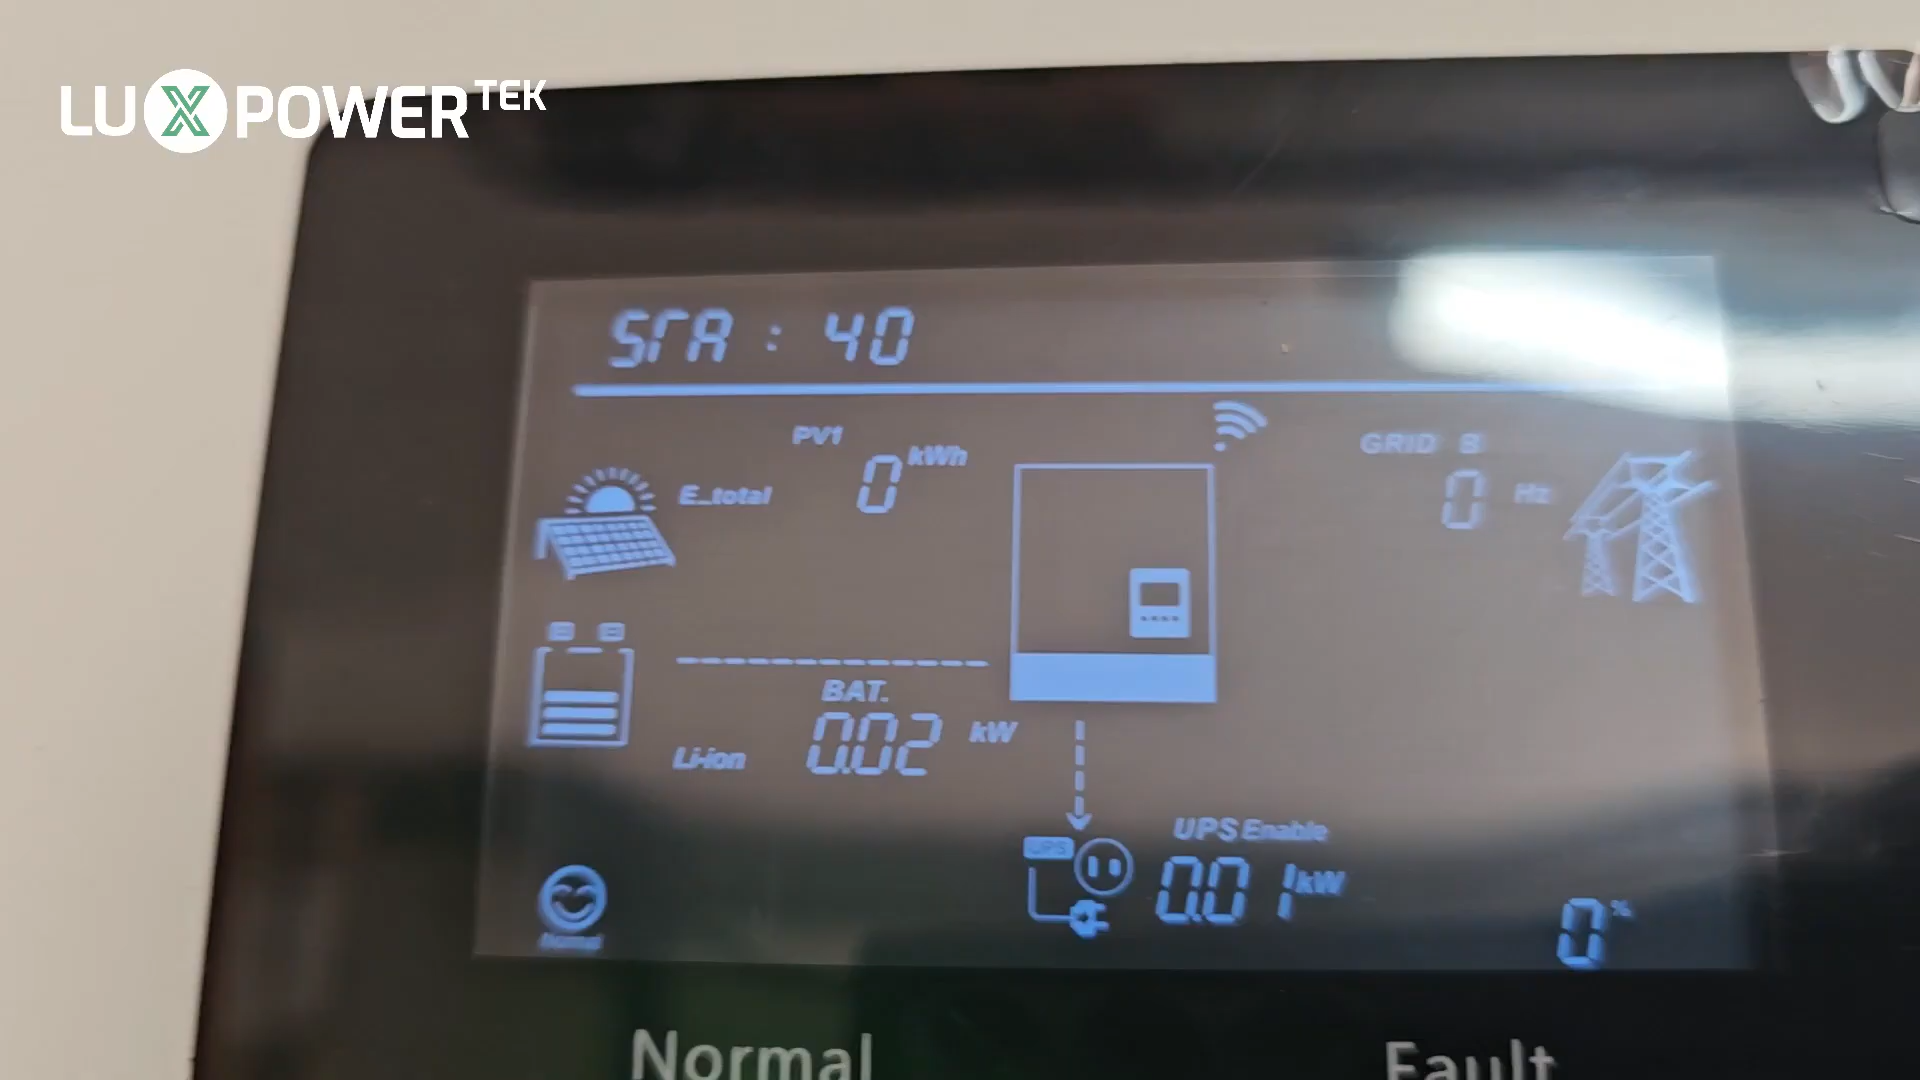 LUXPOWERTEK
STA : 40
PV1
GRID B
E_total 0 kWh
0 Hz
BAT.
Li-ion 0.02 kW
UPS Enable
UPS
0.01 kW
0 %
Normal
Normal
Fault